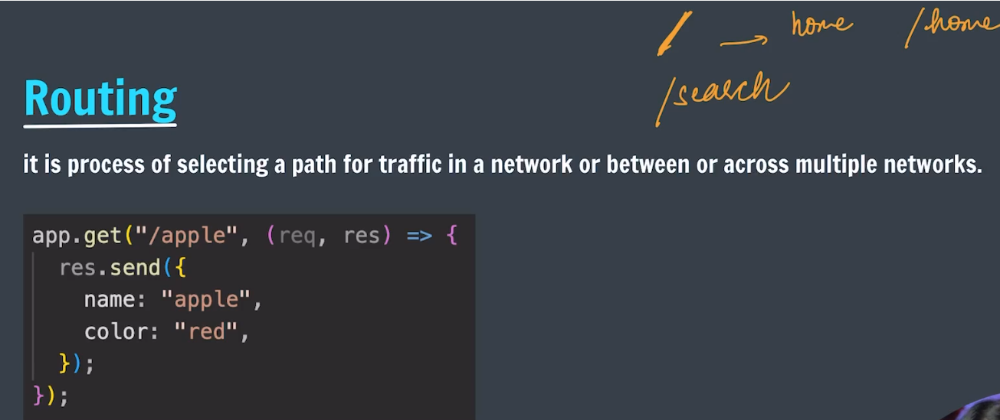 / → home /home
/search
Routing
it is process of selecting a path for traffic in a network or between or across multiple networks.
app.get("/apple", (req, res) => {
res.send({
name: "apple",
color: "red",
});
});